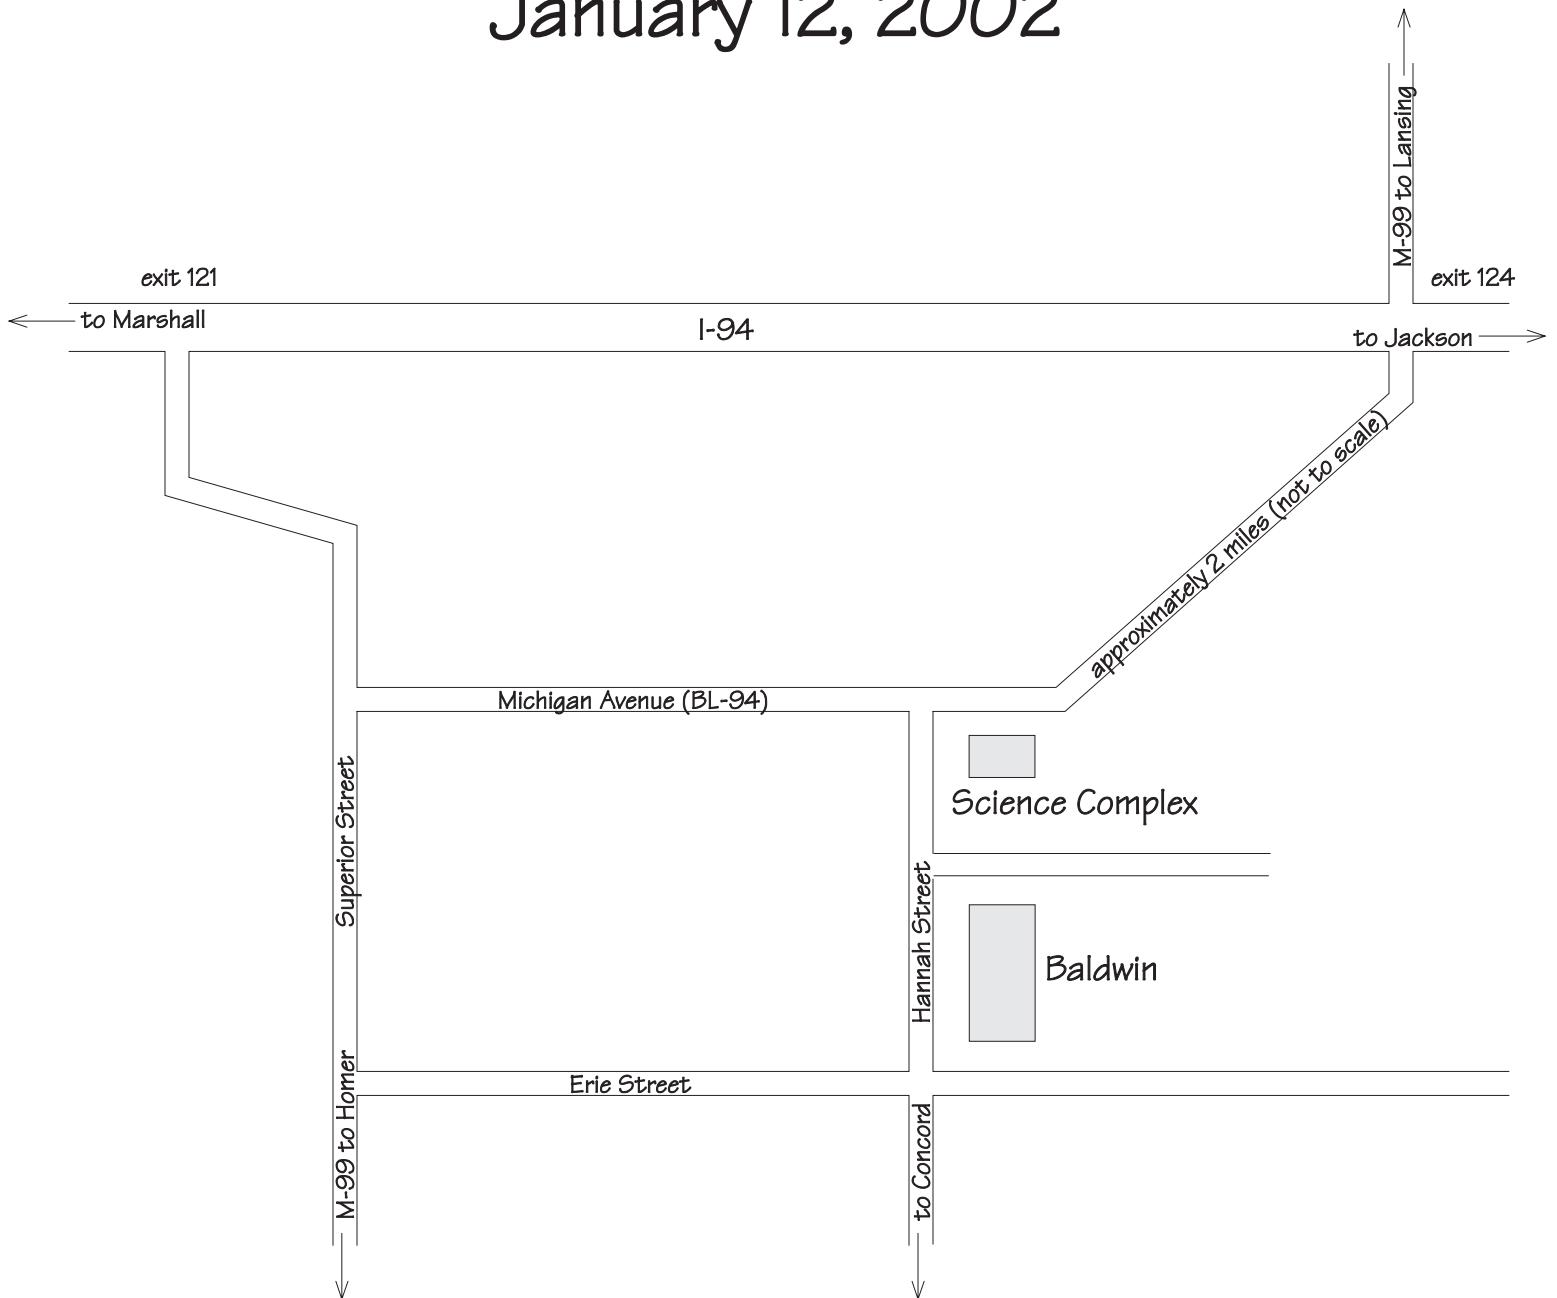 January 12, 2002
M-99 to Lansing
exit 121
exit 124
to Marshall
I-94
to Jackson
approximately 2 miles (not to scale)
Michigan Avenue (BL-94)
Superior Street
Science Complex
Hannah Street
Baldwin
M-99 to Homer
Erie Street
to Concord